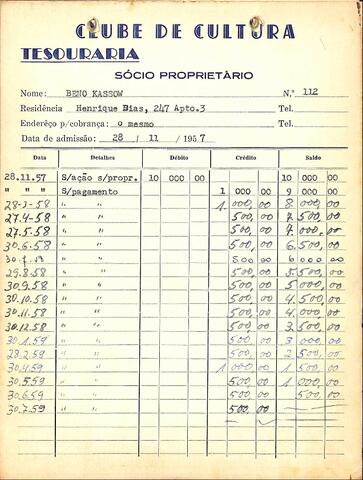 CLUBE DE CULTURA
TESOURARIA
SÓCIO PROPRIETÁRIO
Nome: BENO KASSOW N.º 112
Residência Henrique Dias, 247 Apto.3 Tel.
Enderêço p/cobrança: o mesmo Tel.
Data de admissão: 28 / 11 / 1957
Data Detalhes Débito Crédito Saldo
28.11.57 S/ação s/propr. 10 000 00 10 000 00
" " " S/pagamento 1 000 00 9 000 00
28-3-58 " " 1 000,00 8 000,00
27-4-58 " " 500,00 7 500,00
27.5.58 " " 500,00 7 000,00
30.6.58 " " 500,00 6.500,00
30.7.58 " " 500 00 6 000 00
29.8.58 " " 500,00 5.500,00
30.9.58 " " 500,00 5 000,00
30.10.58 " " 500,00 4.500,00
30.11.58 " " 500,00 4.000,00
30.12.58 " " 500,00 3.500,00
30.1.59 " " 500,00 3 000,00
28.2.59 " " 500,00 2 500,00
30.4.59 " " 1 000,00 1 500,00
30.5.59 " " 500,00 1 000,00
30.6.59 " " 500,00 500,00
30.7.59 " " 500,00